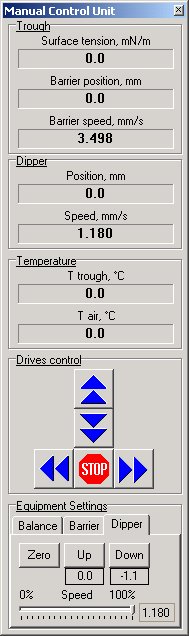 Manual Control Unit
Trough
Surface tension, mN/m
0.0
Barrier position, mm
0.0
Barrier speed, mm/s
3.498
Dipper
Position, mm
0.0
Speed, mm/s
1.180
Temperature
T trough, °C
0.0
T air, °C
0.0
Drives control
STOP
Equipment Settings
Balance Barrier Dipper
Zero Up Down
0.0 -1.1
0% Speed 100%
1.180